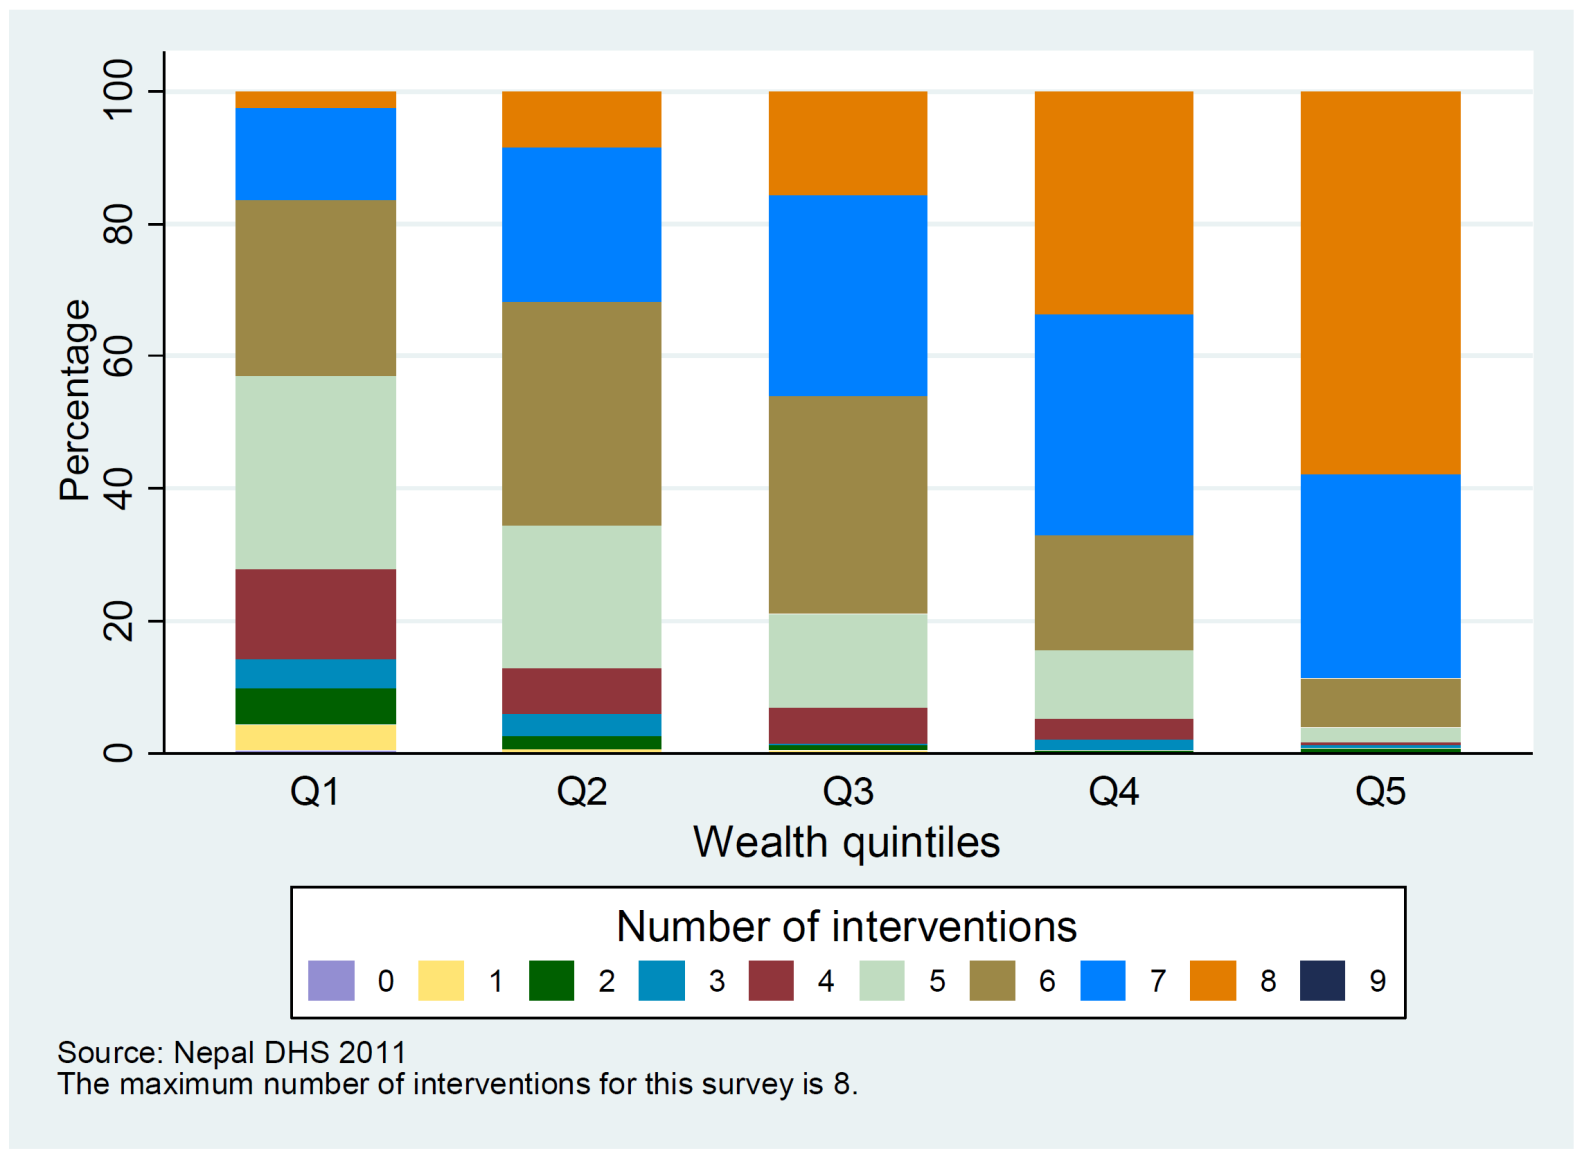 100
80
60
40
20
0
Percentage
Q1 Q2 Q3 Q4 Q5
Wealth quintiles
Number of interventions
0 1 2 3 4 5 6 7 8 9
Source: Nepal DHS 2011
The maximum number of interventions for this survey is 8.